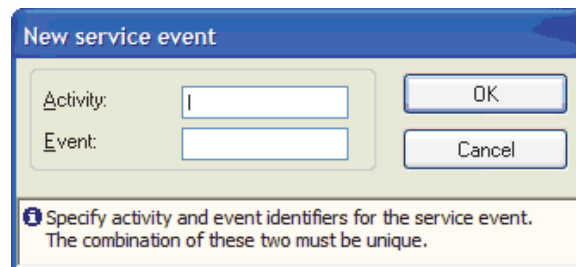 New service event
Activity:
OK
Event:
Cancel
Specify activity and event identifiers for the service event.
The combination of these two must be unique.